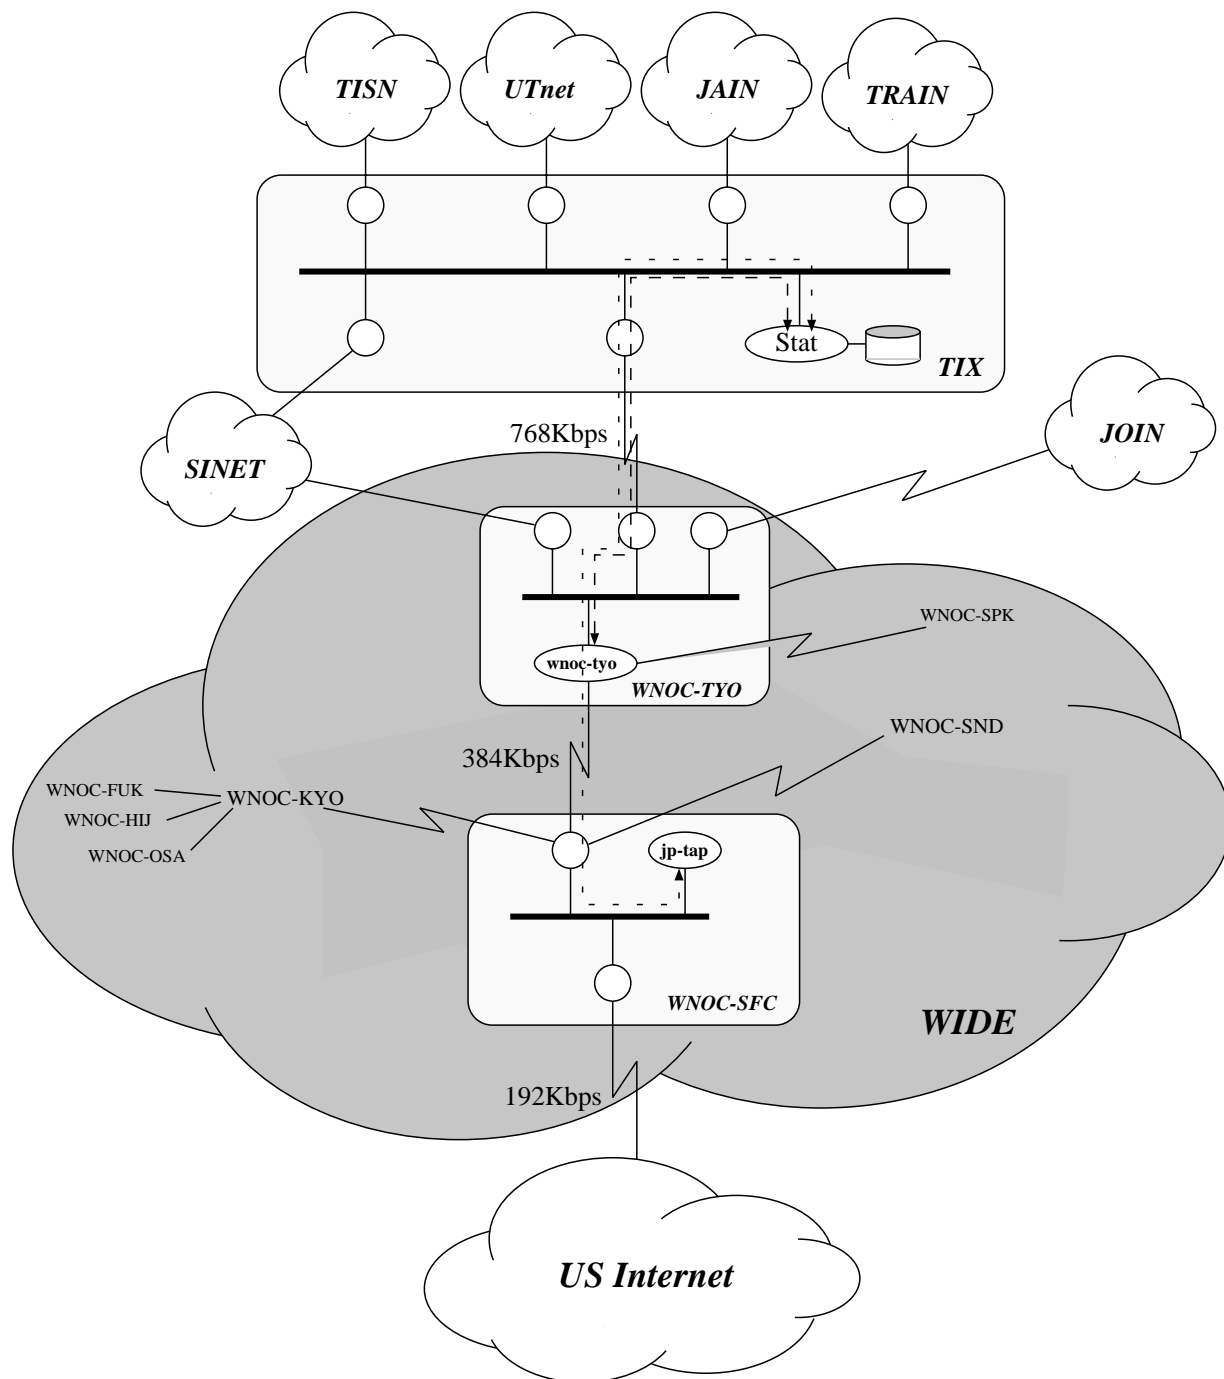 TISN
UTnet
JAIN
TRAIN
Stat
TIX
768Kbps
SINET
JOIN
WNOC-SPK
wnoc-tyo
WNOC-TYO
WNOC-SND
384Kbps
WNOC-FUK
WNOC-KYO
WNOC-HIJ
WNOC-OSA
jp-tap
WNOC-SFC
WIDE
192Kbps
US Internet